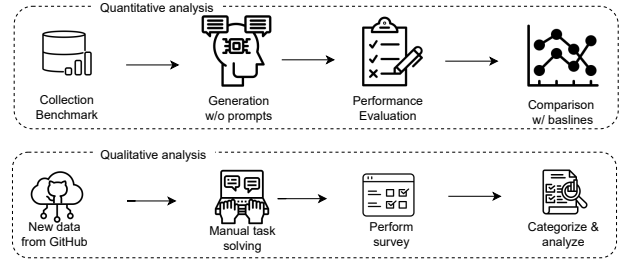 Quantitative analysis
Collection
Benchmark
Generation
w/o prompts
Performance
Evaluation
Comparison
w/ baslines
Qualitative analysis
New data
from GitHub
Manual task
solving
Perform
survey
Categorize &
analyze